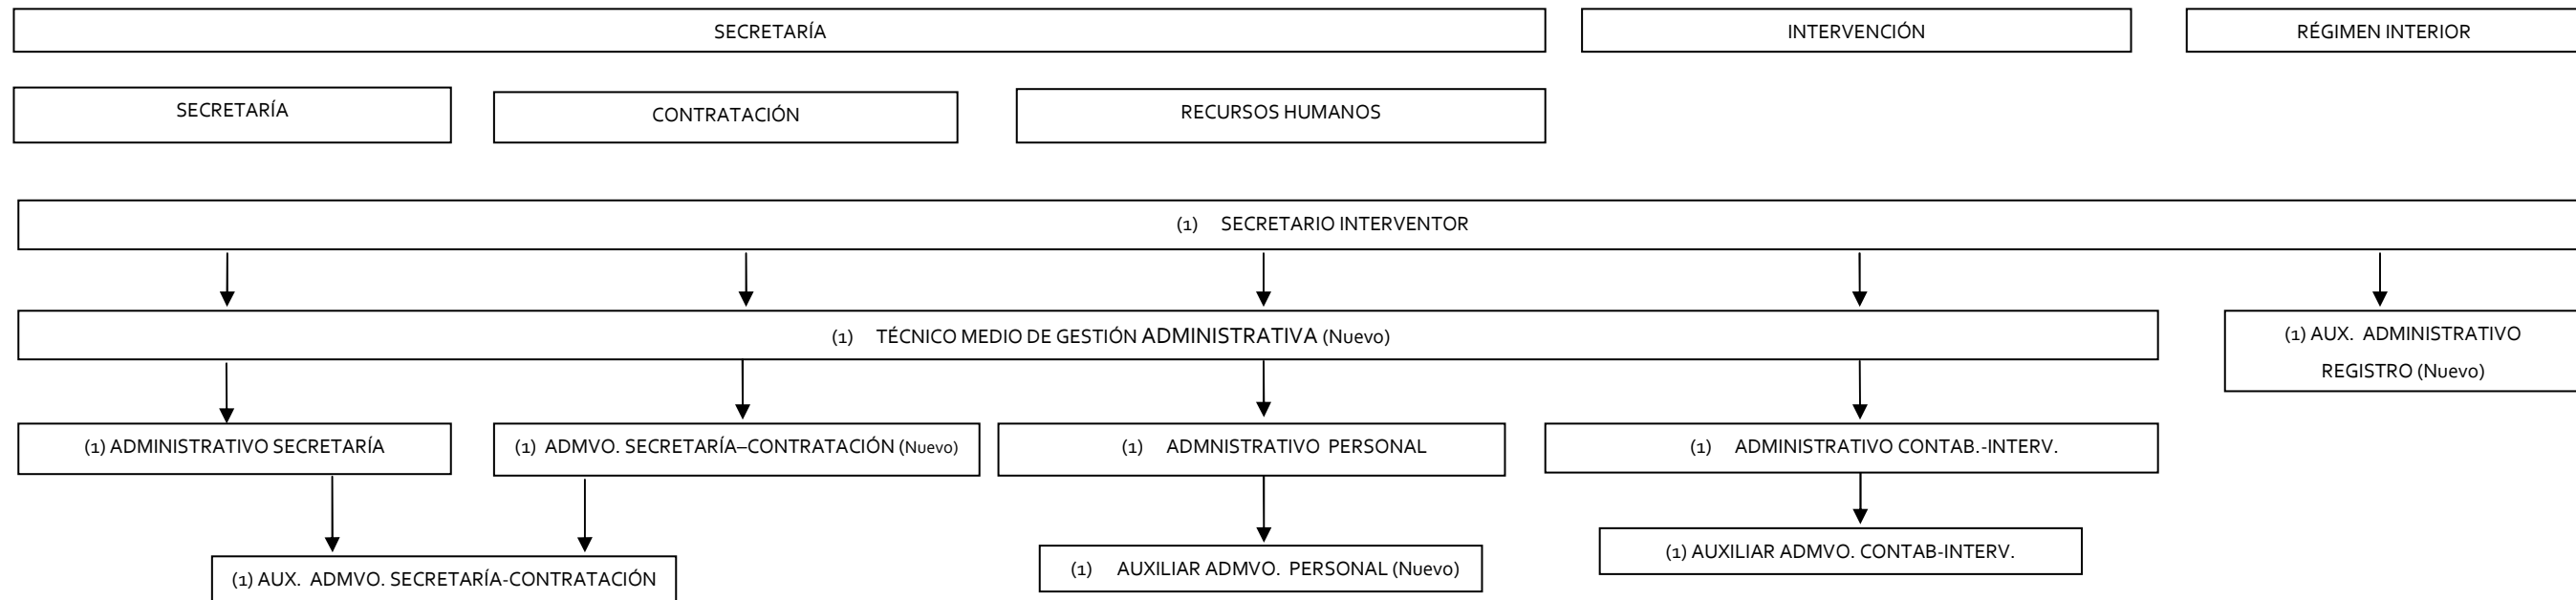 SECRETARÍA
INTERVENCIÓN
RÉGIMEN INTERIOR
SECRETARÍA
CONTRATACIÓN
RECURSOS HUMANOS
(1) SECRETARIO INTERVENTOR
(1) TÉCNICO MEDIO DE GESTIÓN ADMINISTRATIVA (Nuevo)
(1) AUX. ADMINISTRATIVO
REGISTRO (Nuevo)
(1) ADMINISTRATIVO SECRETARÍA
(1) ADMVO. SECRETARÍA–CONTRATACIÓN (Nuevo)
(1) ADMNISTRATIVO PERSONAL
(1) ADMINISTRATIVO CONTAB.-INTERV.
(1) AUX. ADMVO. SECRETARÍA-CONTRATACIÓN
(1) AUXILIAR ADMVO. PERSONAL (Nuevo)
(1) AUXILIAR ADMVO. CONTAB-INTERV.